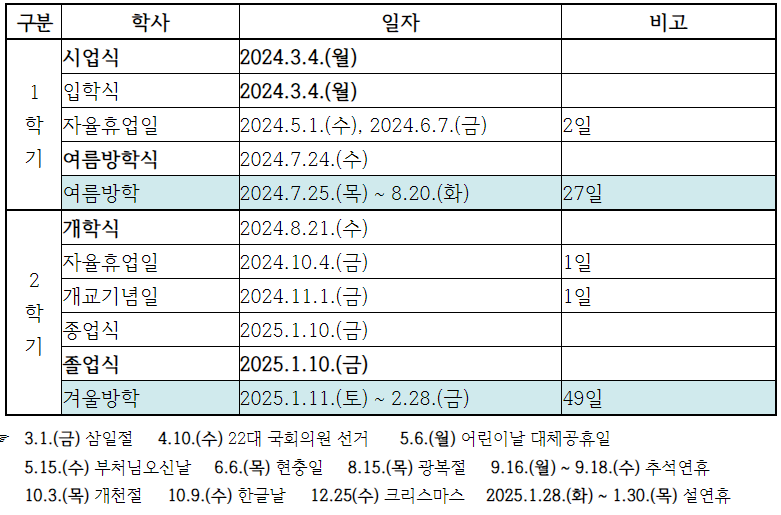 구분 학사 일자 비고
시업식 2024.3.4.(월)
1 입학식 2024.3.4.(월)
학 자율휴업일 2024.5.1.(수), 2024.6.7.(금) 2일
기 여름방학식 2024.7.24.(수)
여름방학 2024.7.25.(목) ~ 8.20.(화) 27일
개학식 2024.8.21.(수)
자율휴업일 2024.10.4.(금) 1일
2 개교기념일 2024.11.1.(금) 1일
학 종업식 2025.1.10.(금)
기 졸업식 2025.1.10.(금)
겨울방학 2025.1.11.(토) ~ 2.28.(금) 49일
☞ 3.1.(금) 삼일절 4.10.(수) 22대 국회의원 선거 5.6.(월) 어린이날 대체공휴일
5.15.(수) 부처님오신날 6.6.(목) 현충일 8.15.(목) 광복절 9.16.(월) ~ 9.18.(수) 추석연휴
10.3.(목) 개천절 10.9.(수) 한글날 12.25(수) 크리스마스 2025.1.28.(화) ~ 1.30.(목) 설연휴